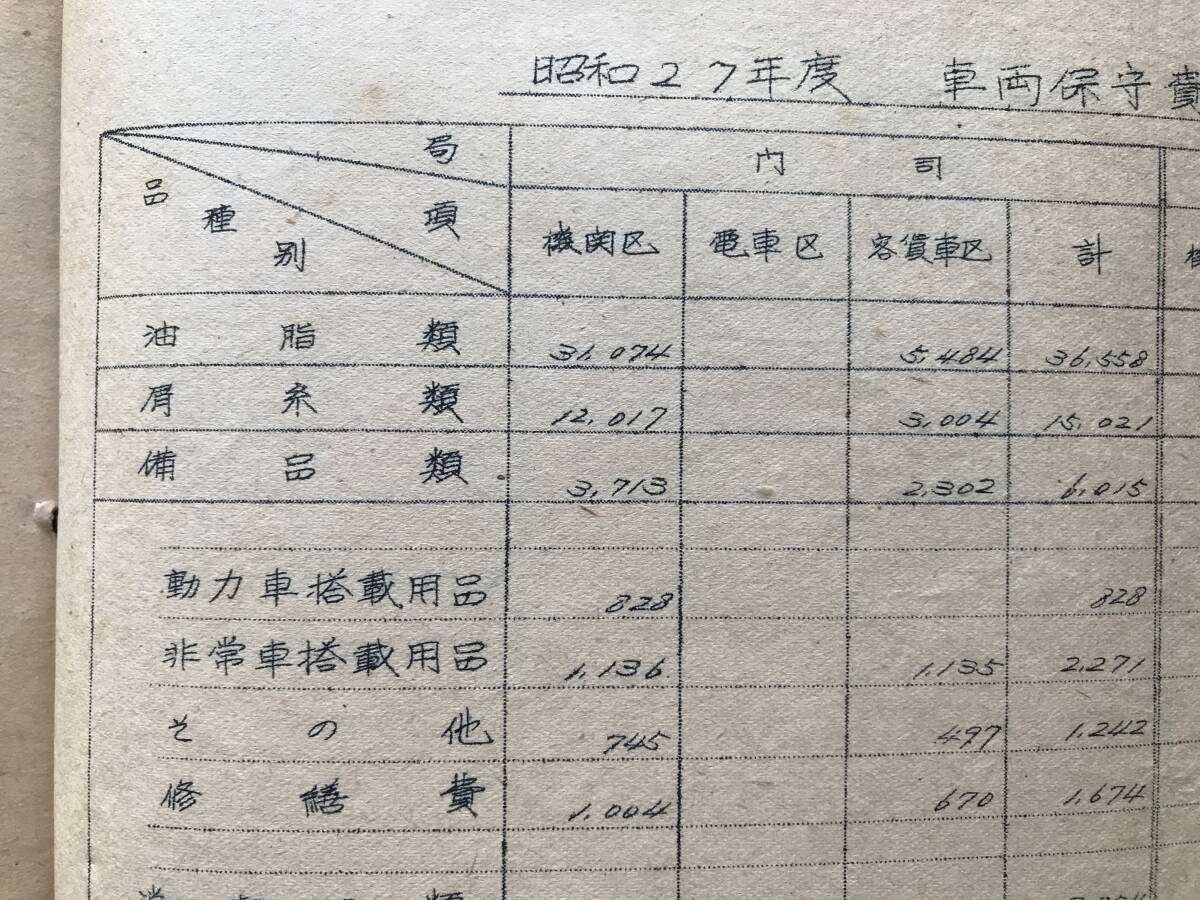 昭和27年度 車両保守費
局 門司
品種別 項 機関区 電車区 客貨車区 計
油脂類 31,074 5,484 36,558
屑糸類 12,017 3,004 15,021
備品類 3,713 2,302 6,015
動力車搭載用品 828 828
非常車搭載用品 1,136 1,135 2,271
その他 745 497 1,242
修繕費 1,004 670 1,674
類